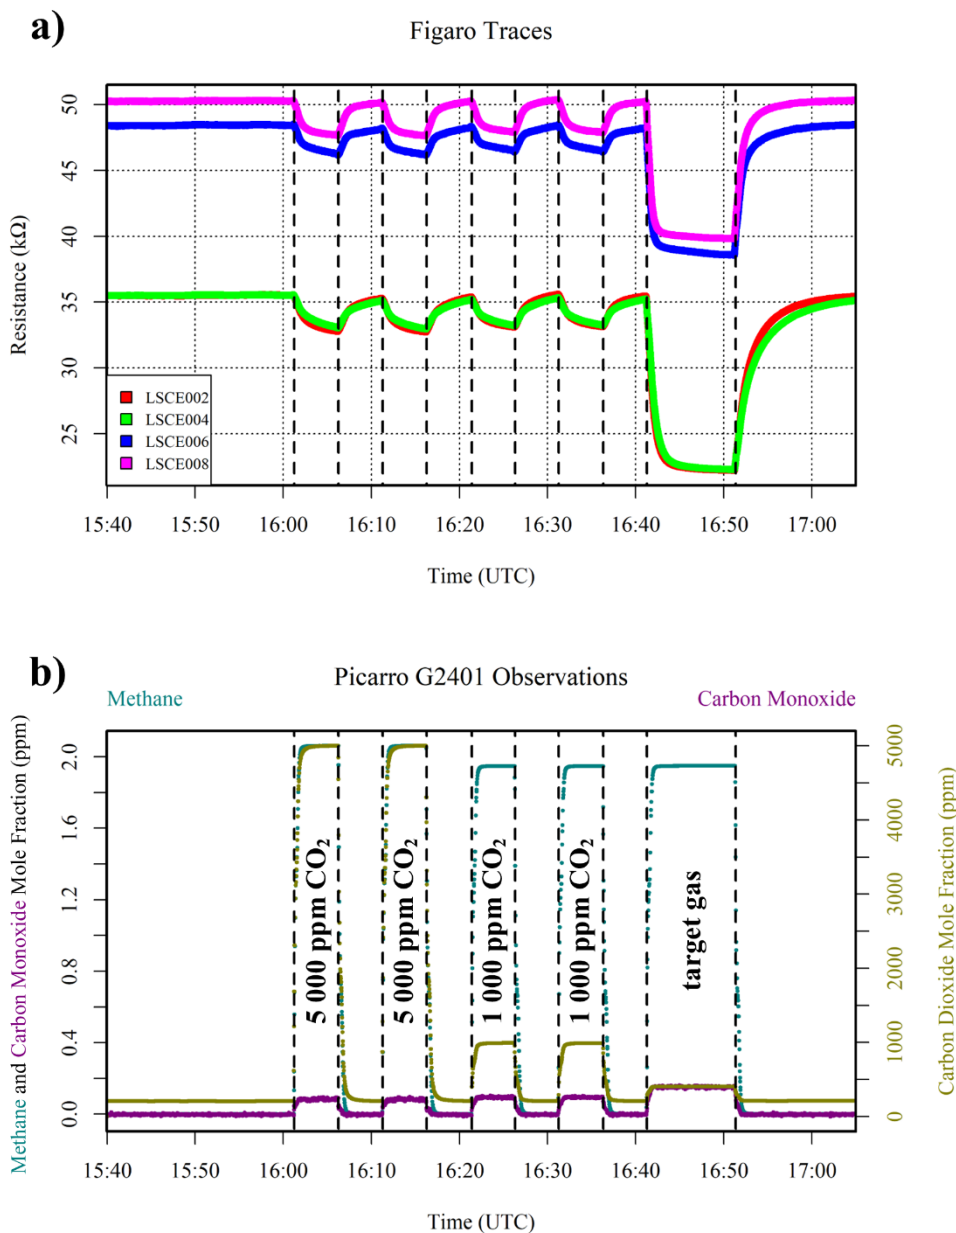 a)
Figaro Traces
Resistance (kΩ)
50
45
40
35
30
25
LSCE002
LSCE004
LSCE006
LSCE008
15:40 15:50 16:00 16:10 16:20 16:30 16:40 16:50 17:00
Time (UTC)
b)
Picarro G2401 Observations
Methane
Carbon Monoxide
Methane and Carbon Monoxide Mole Fraction (ppm)
2.0
1.6
1.2
0.8
0.4
0.0
5 000 ppm CO₂
5 000 ppm CO₂
1 000 ppm CO₂
1 000 ppm CO₂
target gas
5000
4000
3000
2000
1000
0
Carbon Dioxide Mole Fraction (ppm)
15:40 15:50 16:00 16:10 16:20 16:30 16:40 16:50 17:00
Time (UTC)